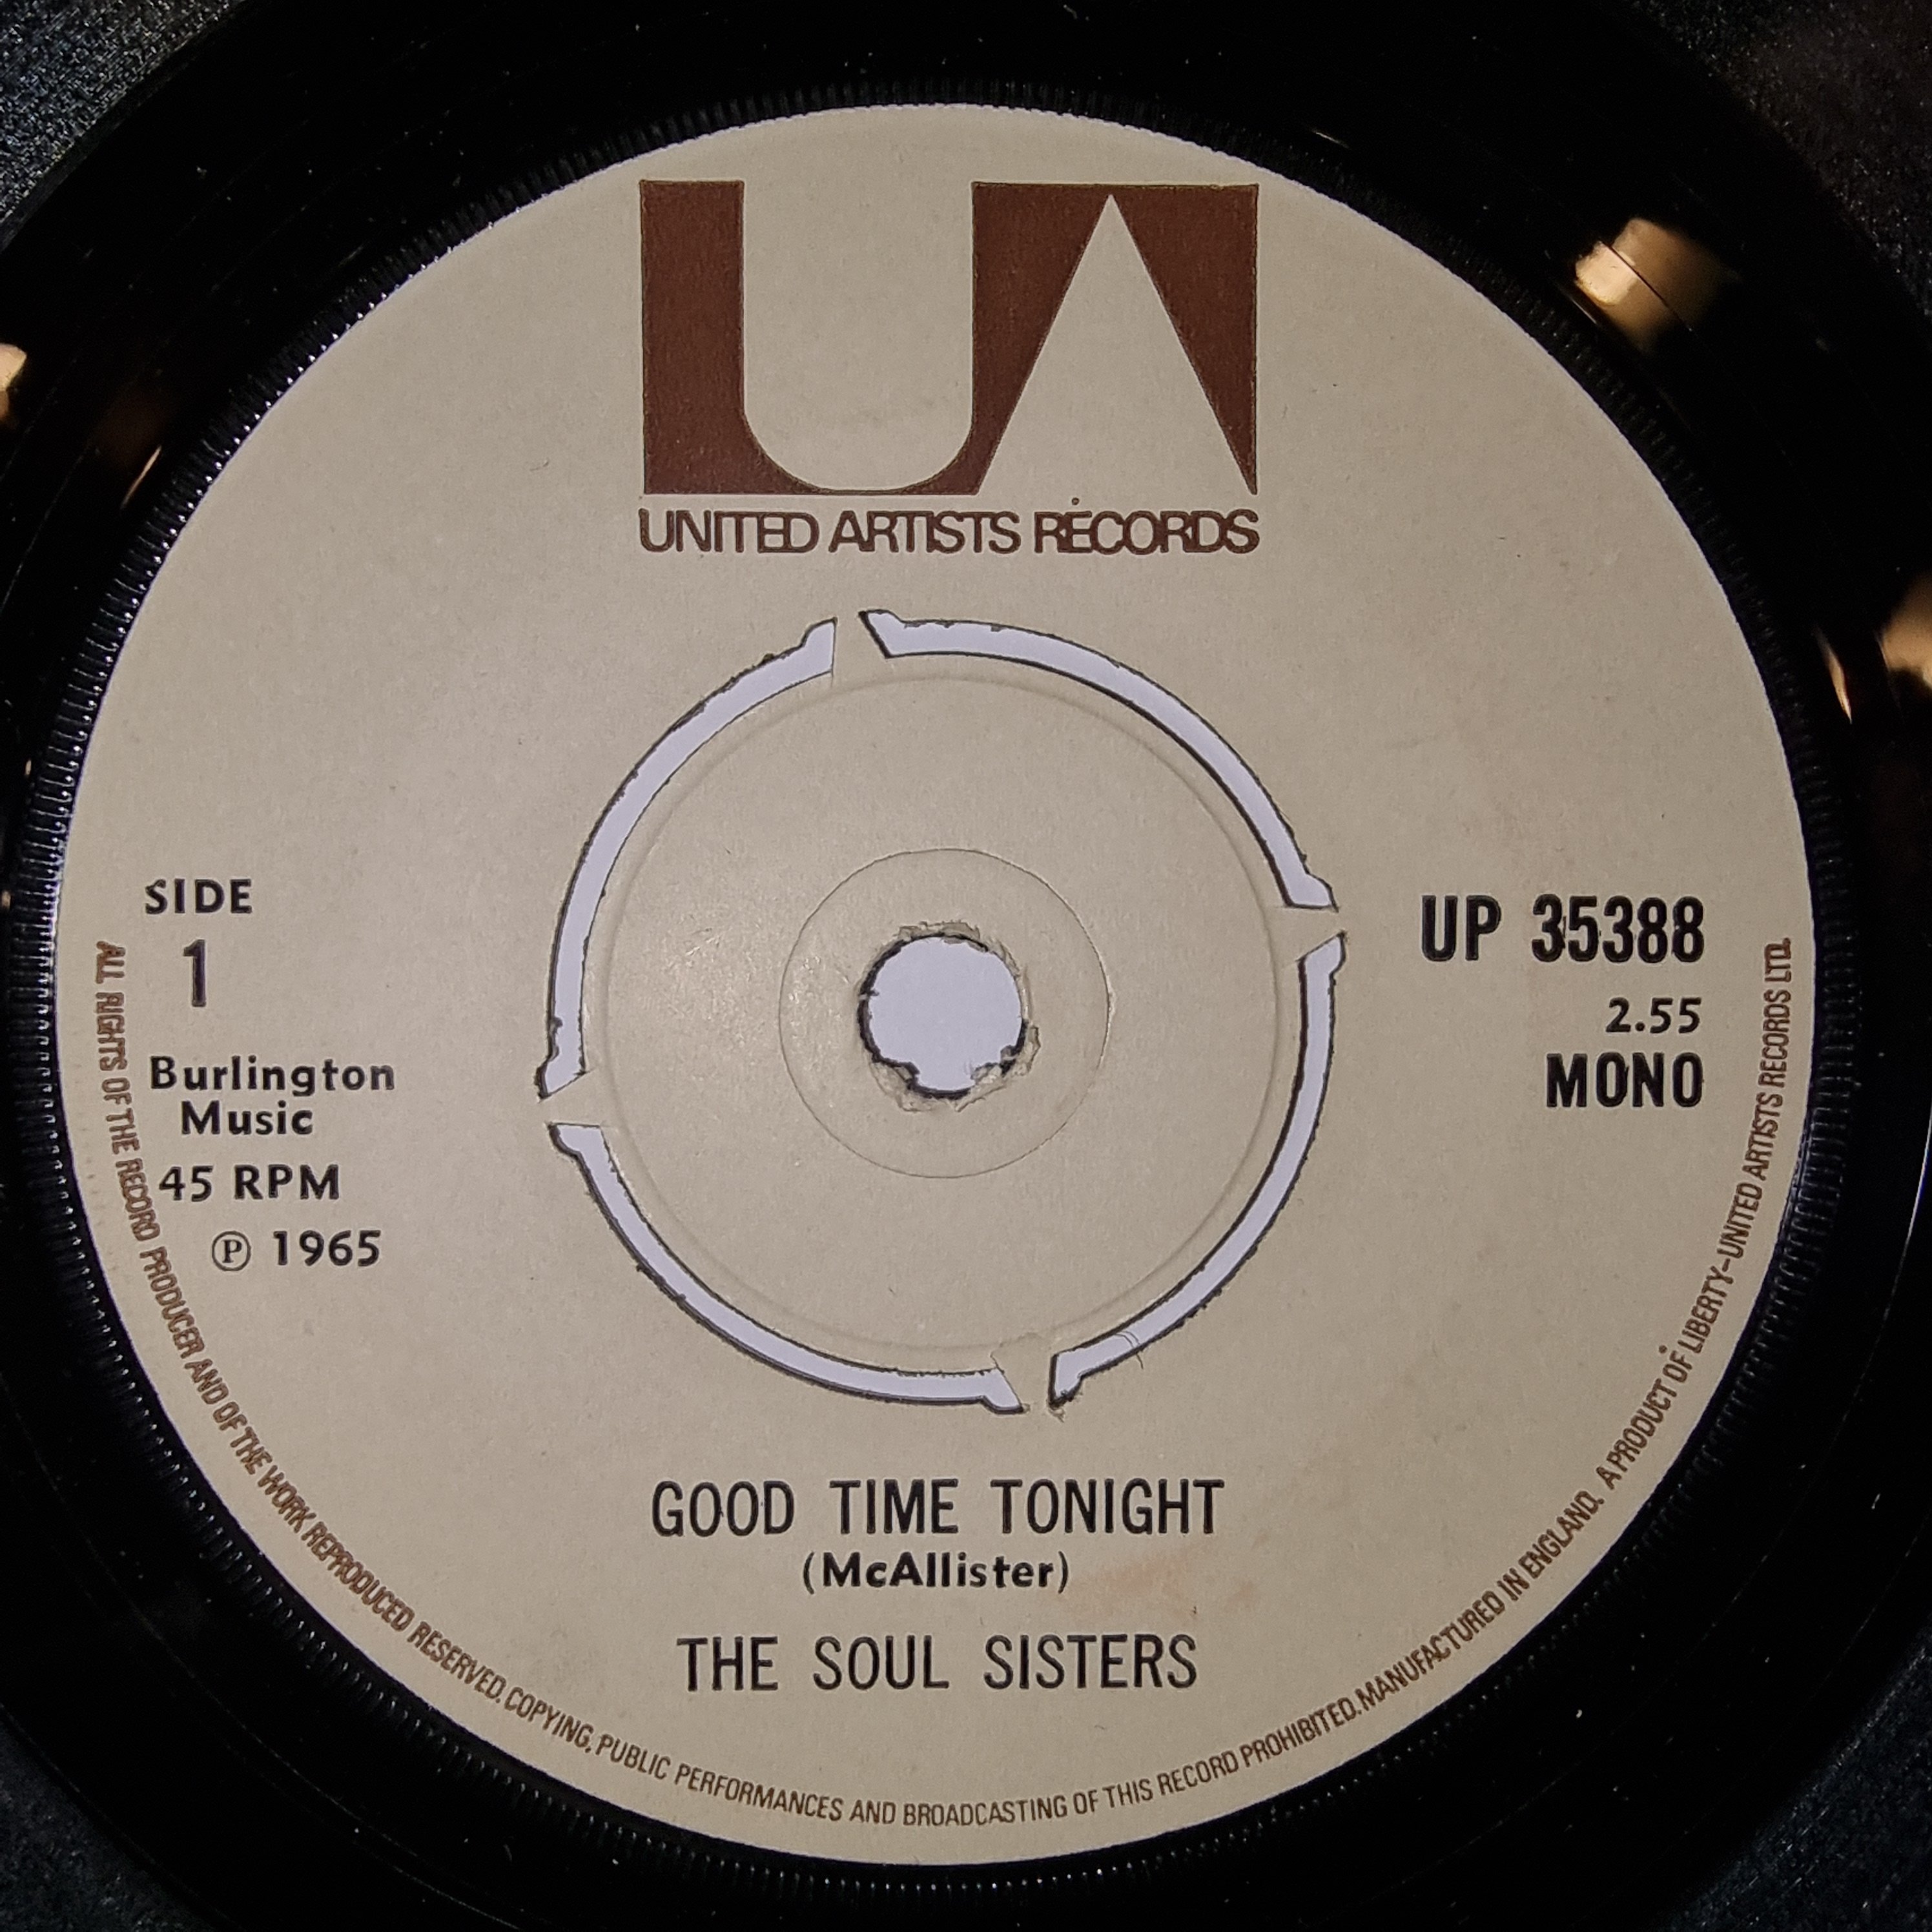 UA
UNITED ARTISTS RECORDS
SIDE
1
Burlington
Music
45 RPM
Ⓟ 1965
UP 35388
2.55
MONO
GOOD TIME TONIGHT
(McAllister)
THE SOUL SISTERS
ALL RIGHTS OF THE RECORD PRODUCER AND OF THE WORK REPRODUCED RESERVED. COPYING, PUBLIC PERFORMANCES AND BROADCASTING OF THIS RECORD PROHIBITED. MANUFACTURED IN ENGLAND. A PRODUCT OF LIBERTY-UNITED ARTISTS RECORDS LTD.